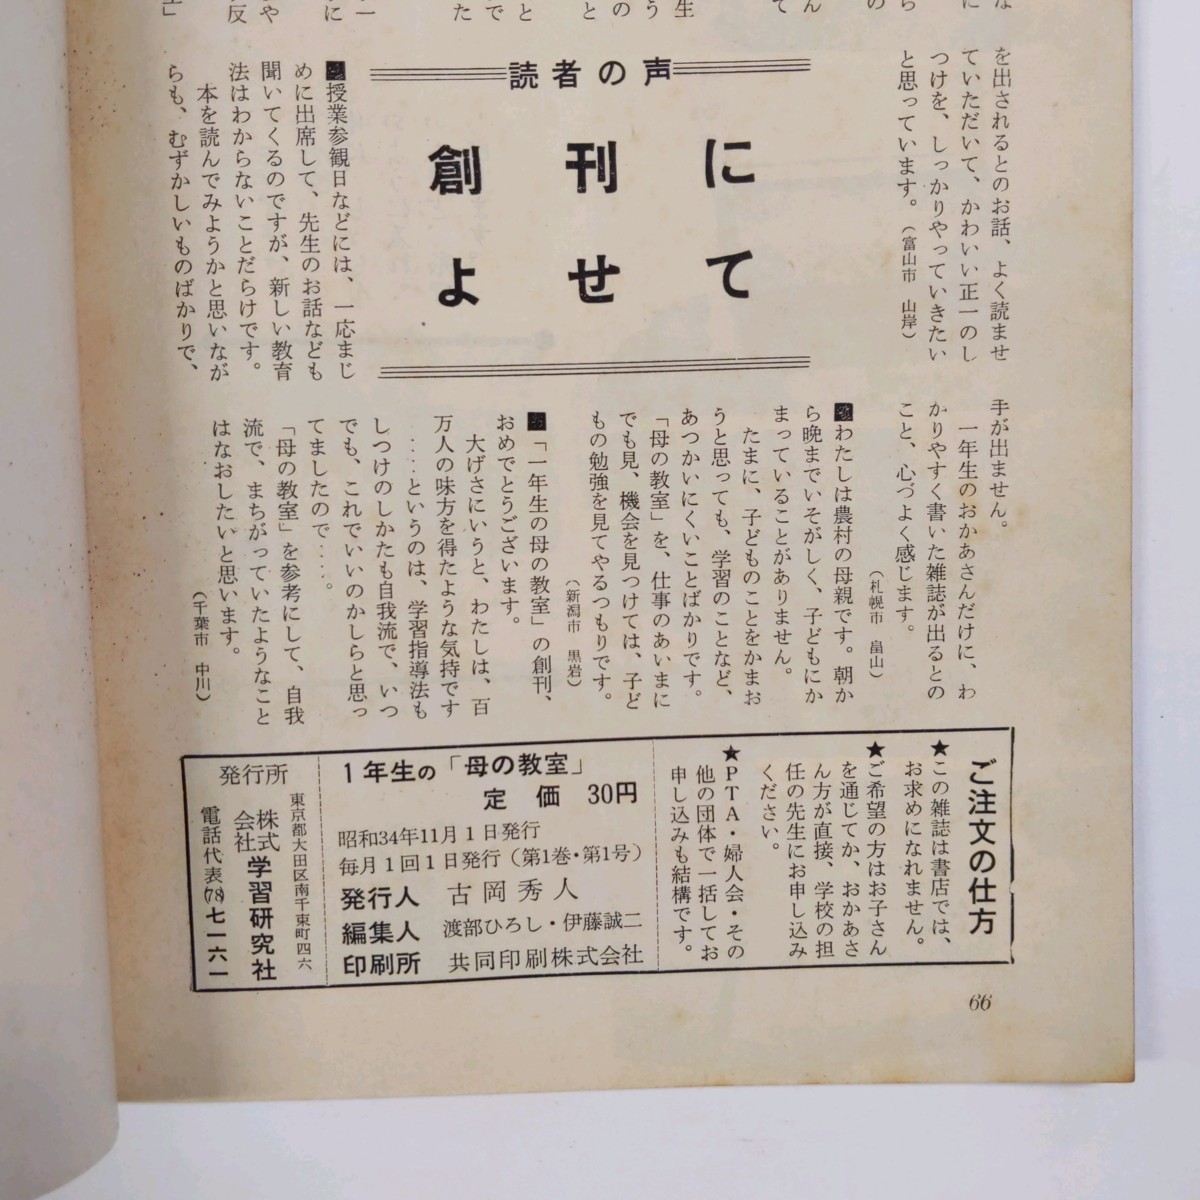 読者の声
創刊に
よせて
を出されるとのお話、よく読ませ
ていただいて、かわいい正一のし
つけを、しっかりやっていきたい
と思っています。(富山市 山岸)
授業参観日などには、一応まじ
めに出席して、先生のお話なども
聞いてくるのですが、新しい教育
法はわからないことだらけです。
本を読んでみようかと思いなが
らも、むずかしいものばかりで、
手が出ません。
一年生のおかあさんだけに、わ
かりやすく書いた雑誌が出るとの
こと、心づよく感じます。
(札幌市 畠山)
わたしは農村の母親です。朝か
ら晩までいそがしく、子どもにか
まっていることがありません。
たまに、子どものことをかまお
うと思っても、学習のことなど、
あつかいにくいことばかりです。
「母の教室」を、仕事のあいまに
でも見、機会を見つけては、子ど
もの勉強を見てやるつもりです。
(新潟市 黒岩)
「一年生の母の教室」の創刊、
おめでとうございます。
大げさにいうと、わたしは、百
万人の味方を得たような気持です
‥‥というのは、学習指導法も
しつけのしかたも自我流で、いつ
でも、これでいいのかしらと思っ
てましたので‥‥。
「母の教室」を参考にして、自我
流で、まちがっていたようなこと
はなおしたいと思います。
(千葉市 中川)
ご注文の仕方
★この雑誌は書店では、
お求めになれません。
★ご希望の方はお子さん
を通じてか、おかあさ
ん方が直接、学校の担
任の先生にお申し込み
ください。
★PTA・婦人会・その
他の団体で一括してお
申し込みも結構です。
1年生の「母の教室」
定価 30円
昭和34年11月1日発行
毎月1回1日発行(第1巻・第1号)
発行人 古岡秀人
編集人 渡部ひろし・伊藤誠二
印刷所 共同印刷株式会社
発行所
東京都大田区南千束町四六
株式会社 学習研究社
電話代表(78)七一六一
66